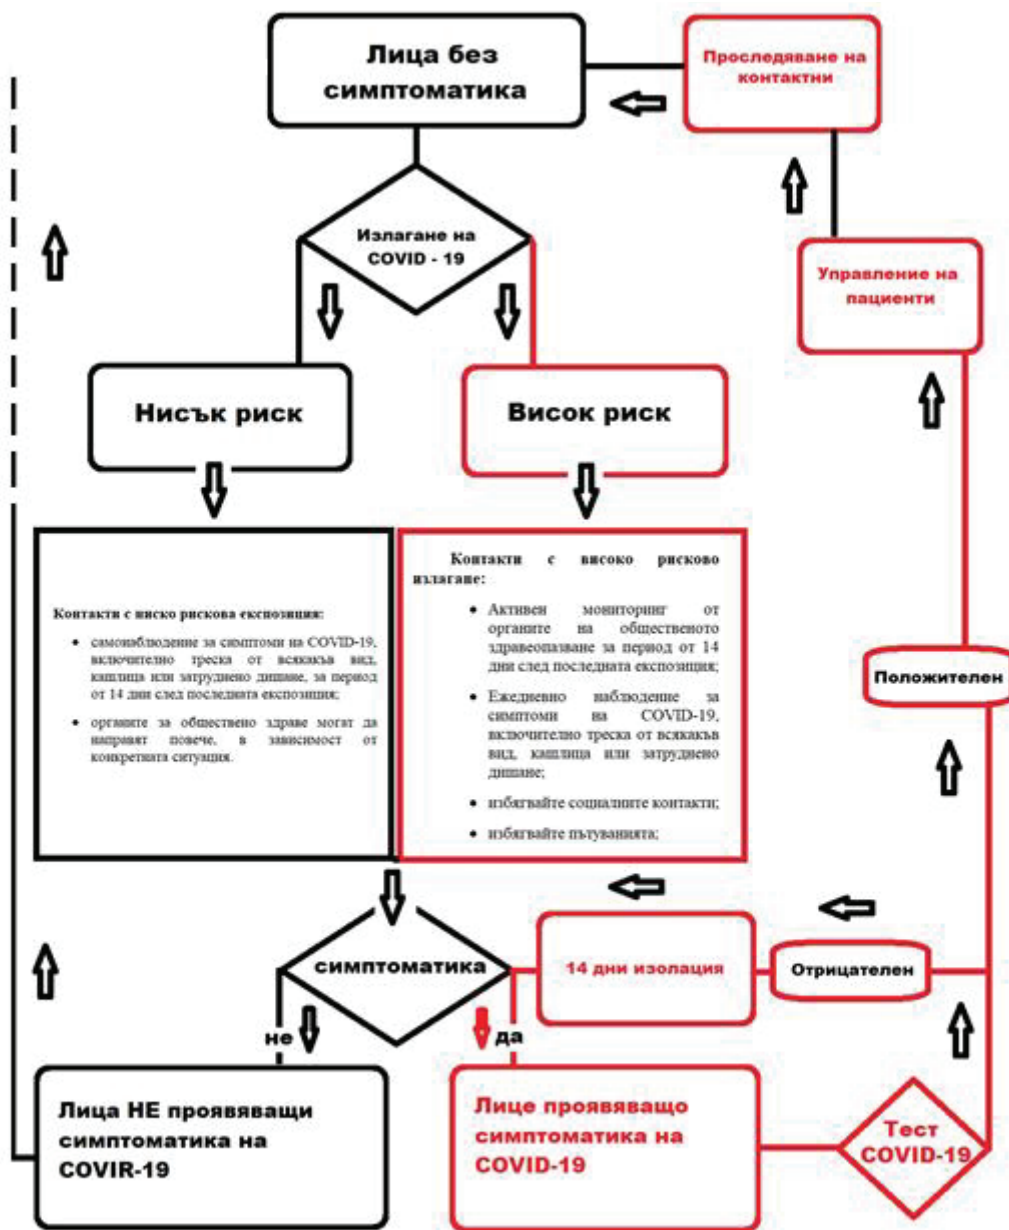 Лица без
симптоматика
Проследяване на
контактни
Излагане на
COVID - 19
Управление на
пациенти
Нисък риск
Висок риск
Контакти с ниско рискова експозиция:
• самонаблюдение за симптоми на COVID-19,
включително треска от всякакъв вид,
кашлица или затруднено дишане, за период
от 14 дни след последната експозиция;
• органите за обществено здраве могат да
направят повече, в зависимост от
конкретната ситуация.
Контакти с високо рисково
излагане:
• Активен мониторинг от
органите на общественото
здравеопазване за период от 14
дни след последната експозиция;
• Ежедневно наблюдение за
симптоми на COVID-19,
включително треска от всякакъв
вид, кашлица или затруднено
дишане;
• избягвайте социалните контакти;
• избягвайте пътуванията;
Положителен
симптоматика
14 дни изолация
Отрицателен
не
да
Лица НЕ проявяващи
симптоматика на
COVIR-19
Лице проявяващо
симптоматика на
COVID-19
Тест
COVID-19